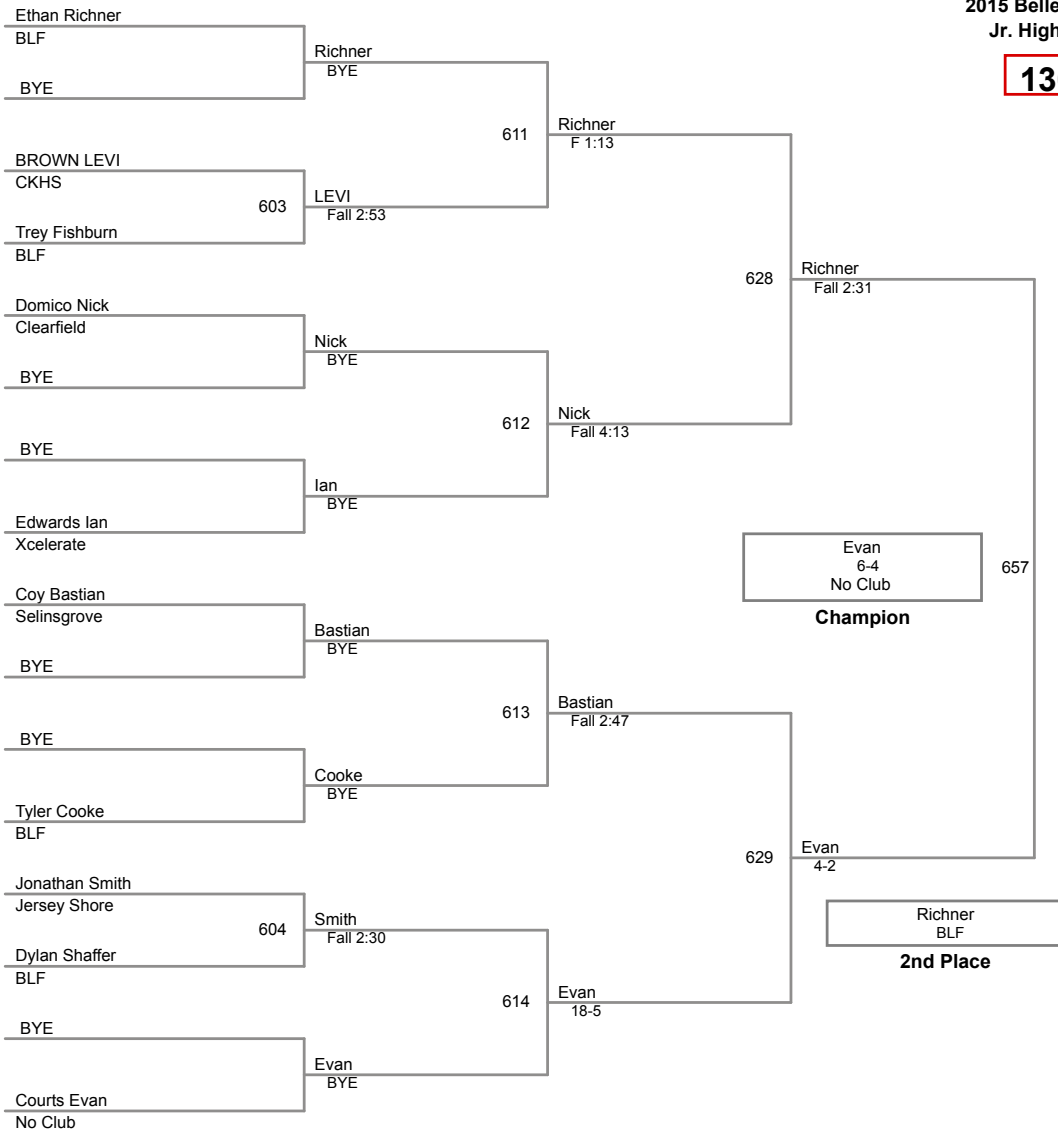 2015 Belle
Jr. High
13
Ethan Richner
BLF
BYE
Richner
BYE
BROWN LEVI
CKHS
603
Trey Fishburn
BLF
LEVI
Fall 2:53
611
Richner
F 1:13
Domico Nick
Clearfield
BYE
Nick
BYE
BYE
Edwards Ian
Xcelerate
Ian
BYE
612
Nick
Fall 4:13
628
Richner
Fall 2:31
Coy Bastian
Selinsgrove
BYE
Bastian
BYE
BYE
Tyler Cooke
BLF
Cooke
BYE
613
Bastian
Fall 2:47
Jonathan Smith
Jersey Shore
604
Dylan Shaffer
BLF
Smith
Fall 2:30
BYE
Courts Evan
No Club
Evan
BYE
614
Evan
18-5
629
Evan
4-2
657
Evan
6-4
No Club
Champion
Richner
BLF
2nd Place